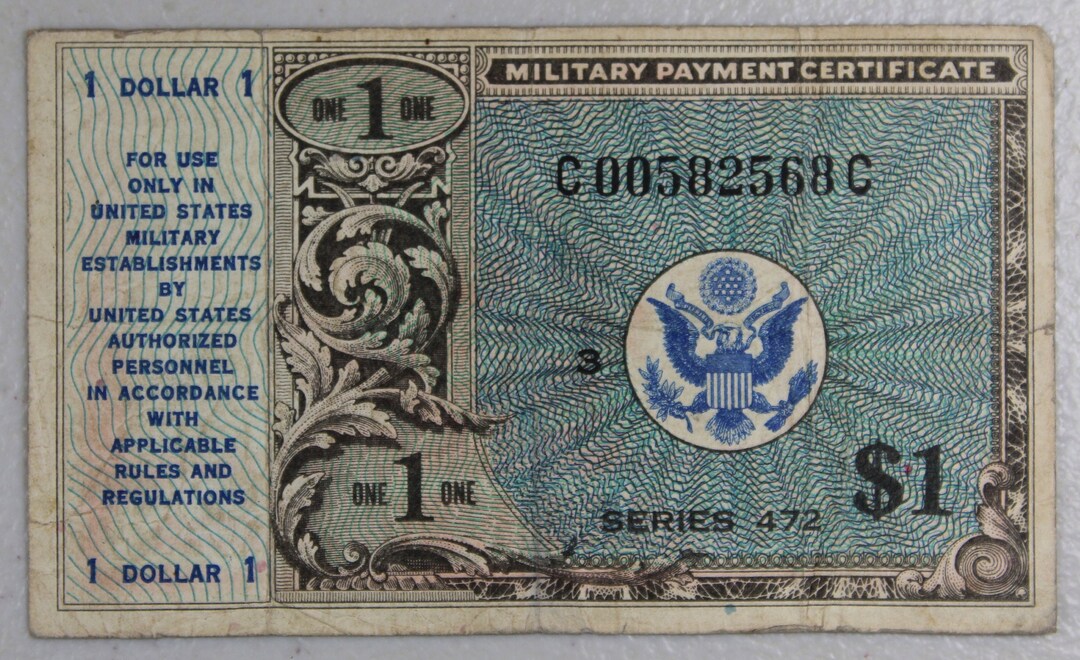 1 DOLLAR 1
FOR USE
ONLY IN
UNITED STATES
MILITARY
ESTABLISHMENTS
BY
UNITED STATES
AUTHORIZED
PERSONNEL
IN ACCORDANCE
WITH
APPLICABLE
RULES AND
REGULATIONS
1 DOLLAR 1
ONE 1 ONE
ONE 1 ONE
MILITARY PAYMENT CERTIFICATE
C00582568C
3
$1
SERIES 472